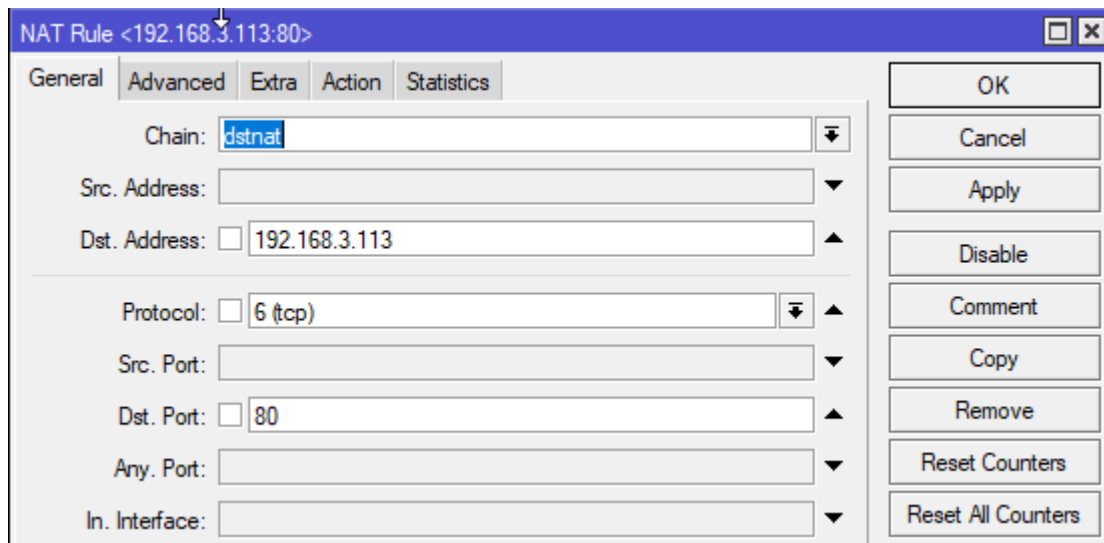 NAT Rule <192.168.3.113:80>
General Advanced Extra Action Statistics
OK
Chain: dstnat
Cancel
Src. Address:
Apply
Dst. Address: 192.168.3.113
Disable
Protocol: 6 (tcp)
Comment
Src. Port:
Copy
Dst. Port: 80
Remove
Any. Port:
Reset Counters
In. Interface:
Reset All Counters